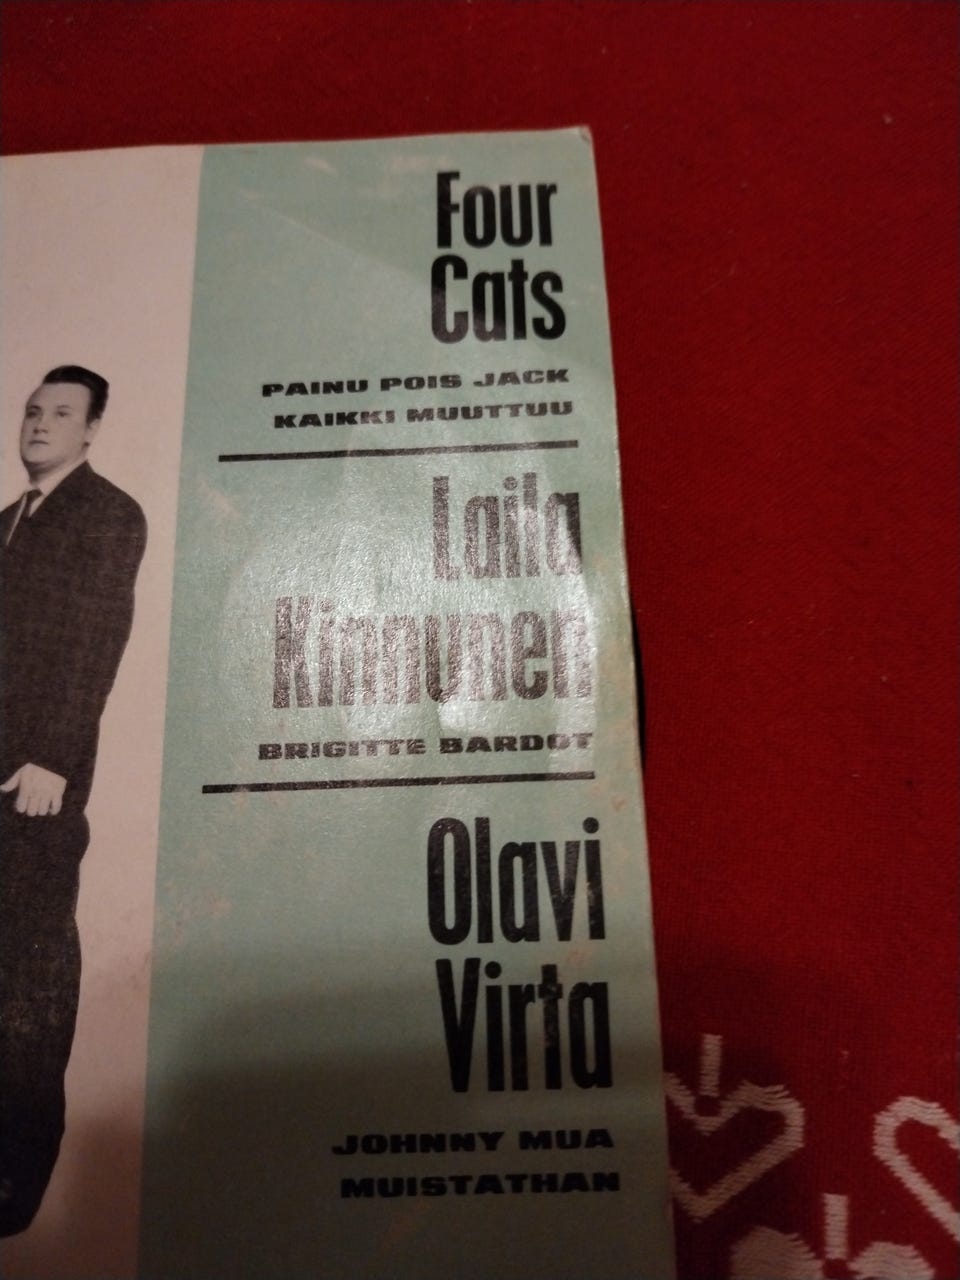 Four
Cats
PAINU POIS JACK
KAIKKI MUUTTUU
Laila
Kinnunen
BRIGITTE BARDOT
Olavi
Virta
JOHNNY MUA
MUISTATHAN